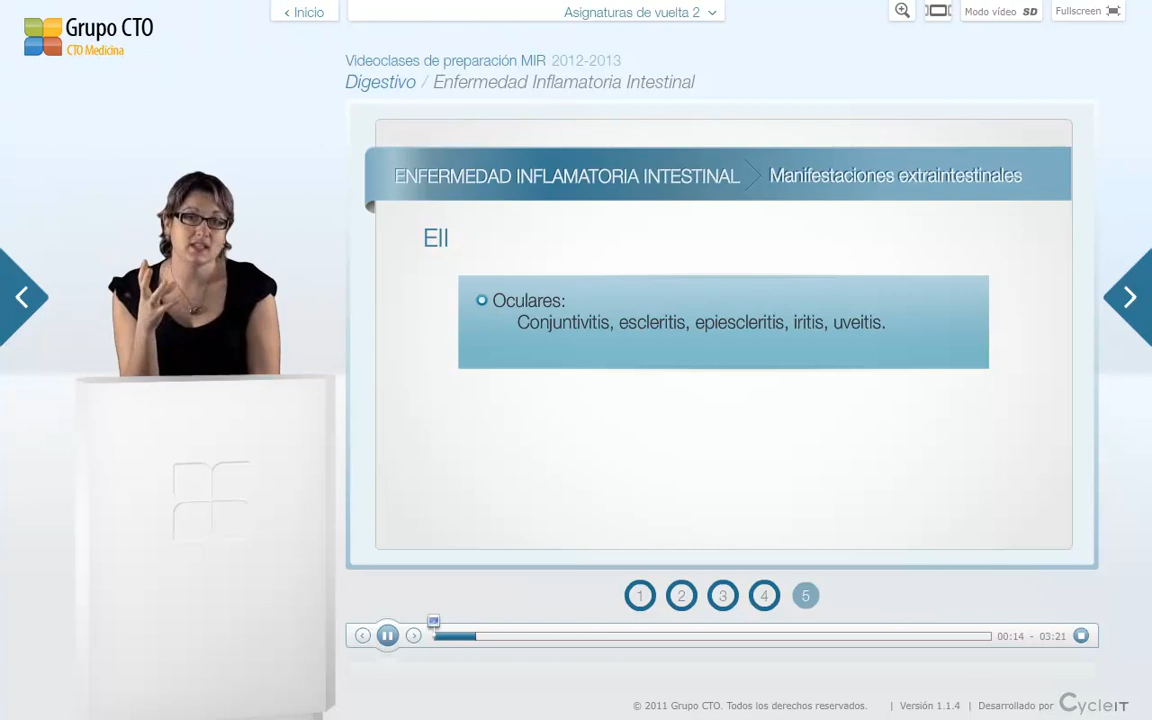 Grupo CTO
CTO Medicina
‹ Inicio
Asignaturas de vuelta 2
Modo vídeo SD
Fullscreen
Videoclases de preparación MIR 2012-2013
Digestivo / Enfermedad Inflamatoria Intestinal
ENFERMEDAD INFLAMATORIA INTESTINAL
Manifestaciones extraintestinales
EII
Oculares:
Conjuntivitis, escleritis, epiescleritis, iritis, uveitis.
1 2 3 4 5
00:14 - 03:21
© 2011 Grupo CTO. Todos los derechos reservados. | Versión 1.1.4 | Desarrollado por CycleIT